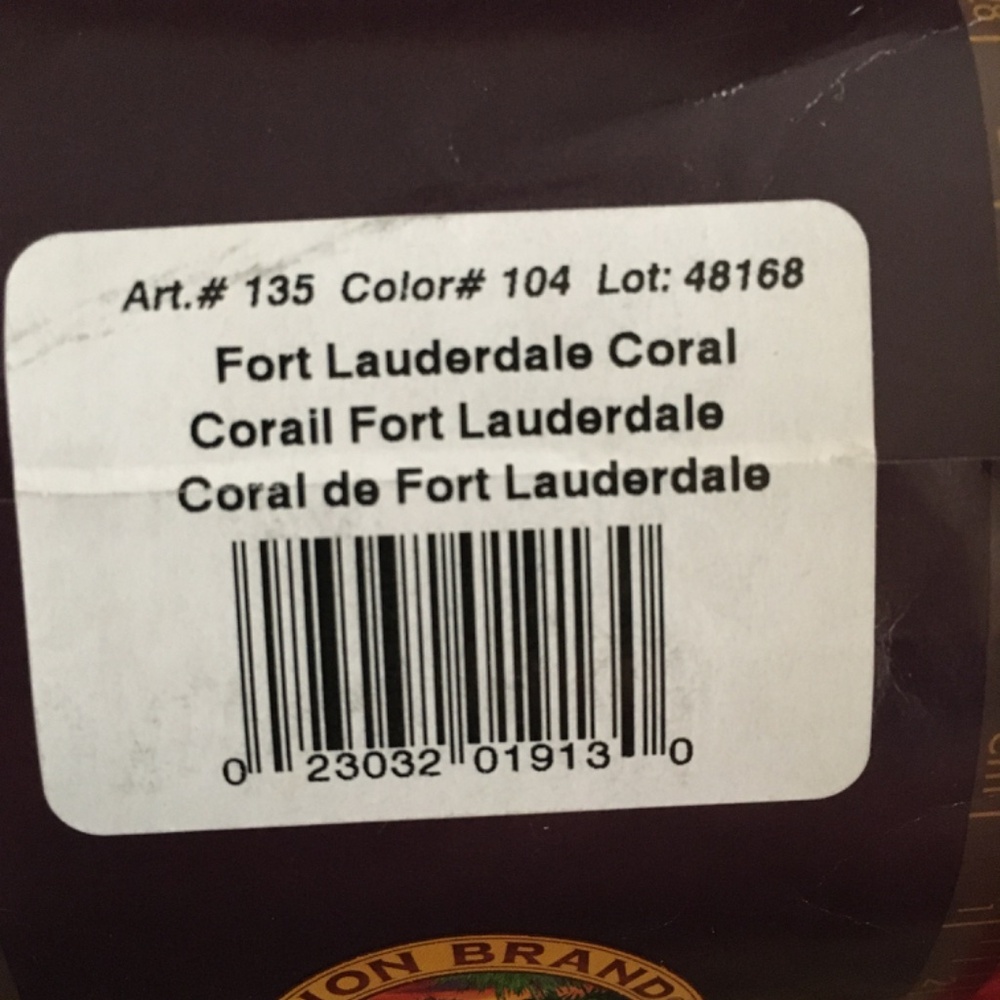 Art.# 135 Color# 104 Lot: 48168
Fort Lauderdale Coral
Corail Fort Lauderdale
Coral de Fort Lauderdale
0 23032 01913 0
ION BRAND